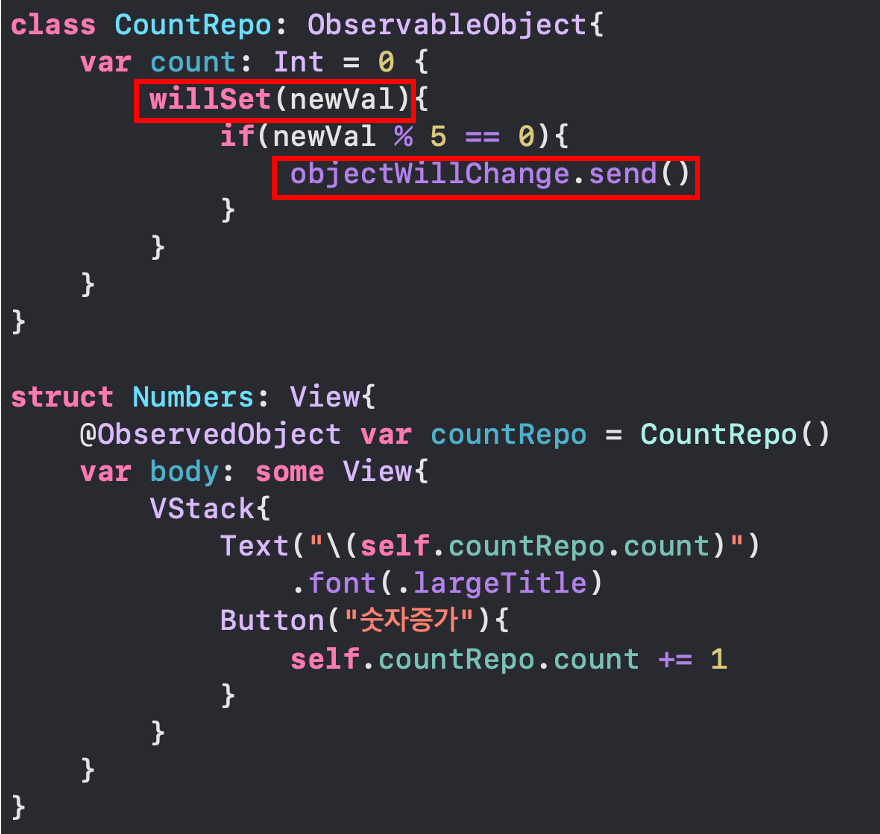 class CountRepo: ObservableObject{
    var count: Int = 0 {
        willSet(newVal){
            if(newVal % 5 == 0){
                objectWillChange.send()
            }
        }
    }
}

struct Numbers: View{
    @ObservedObject var countRepo = CountRepo()
    var body: some View{
        VStack{
            Text("\(self.countRepo.count)")
                .font(.largeTitle)
            Button("숫자증가"){
                self.countRepo.count += 1
            }
        }
    }
}